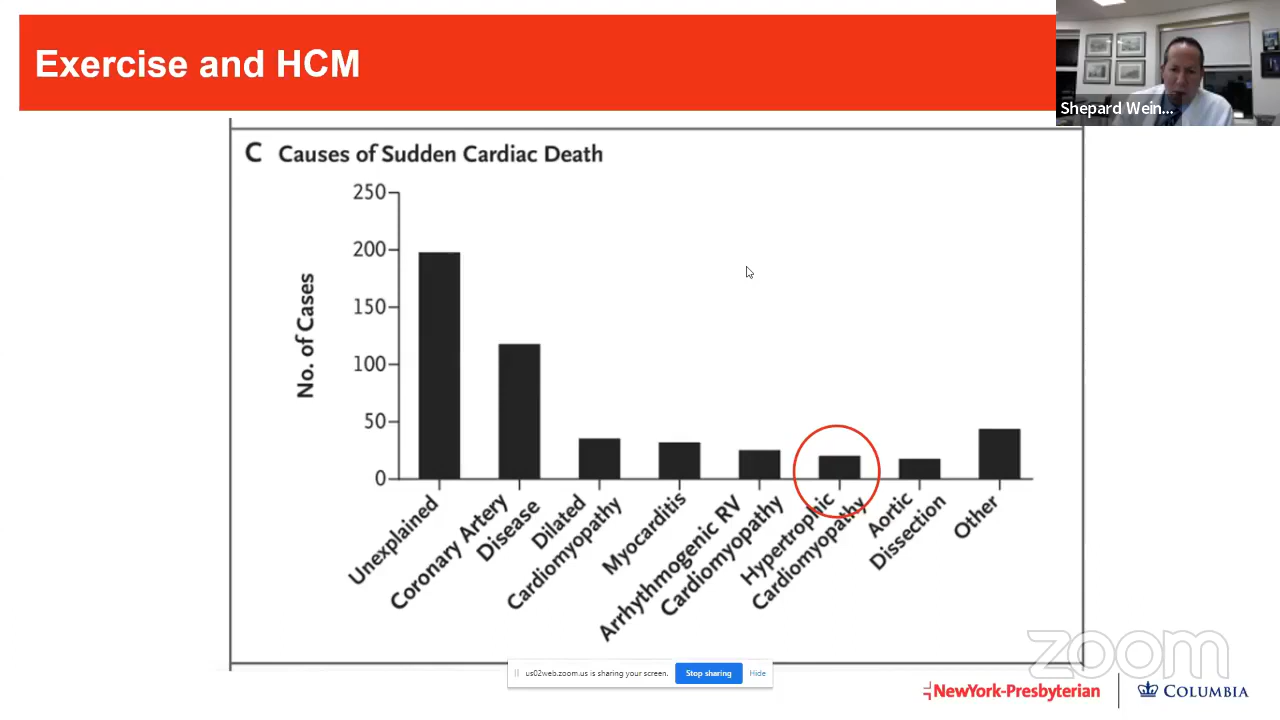 Exercise and HCM
Shepard Wein...
C Causes of Sudden Cardiac Death
250
200
150
100
50
0
No. of Cases
Unexplained
Coronary Artery
Disease
Dilated
Cardiomyopathy
Myocarditis
Arrhythmogenic RV
Cardiomyopathy
Hypertrophic
Cardiomyopathy
Aortic
Dissection
Other
zoom
us02web.zoom.us is sharing your screen. Stop sharing Hide
NewYork-Presbyterian COLUMBIA